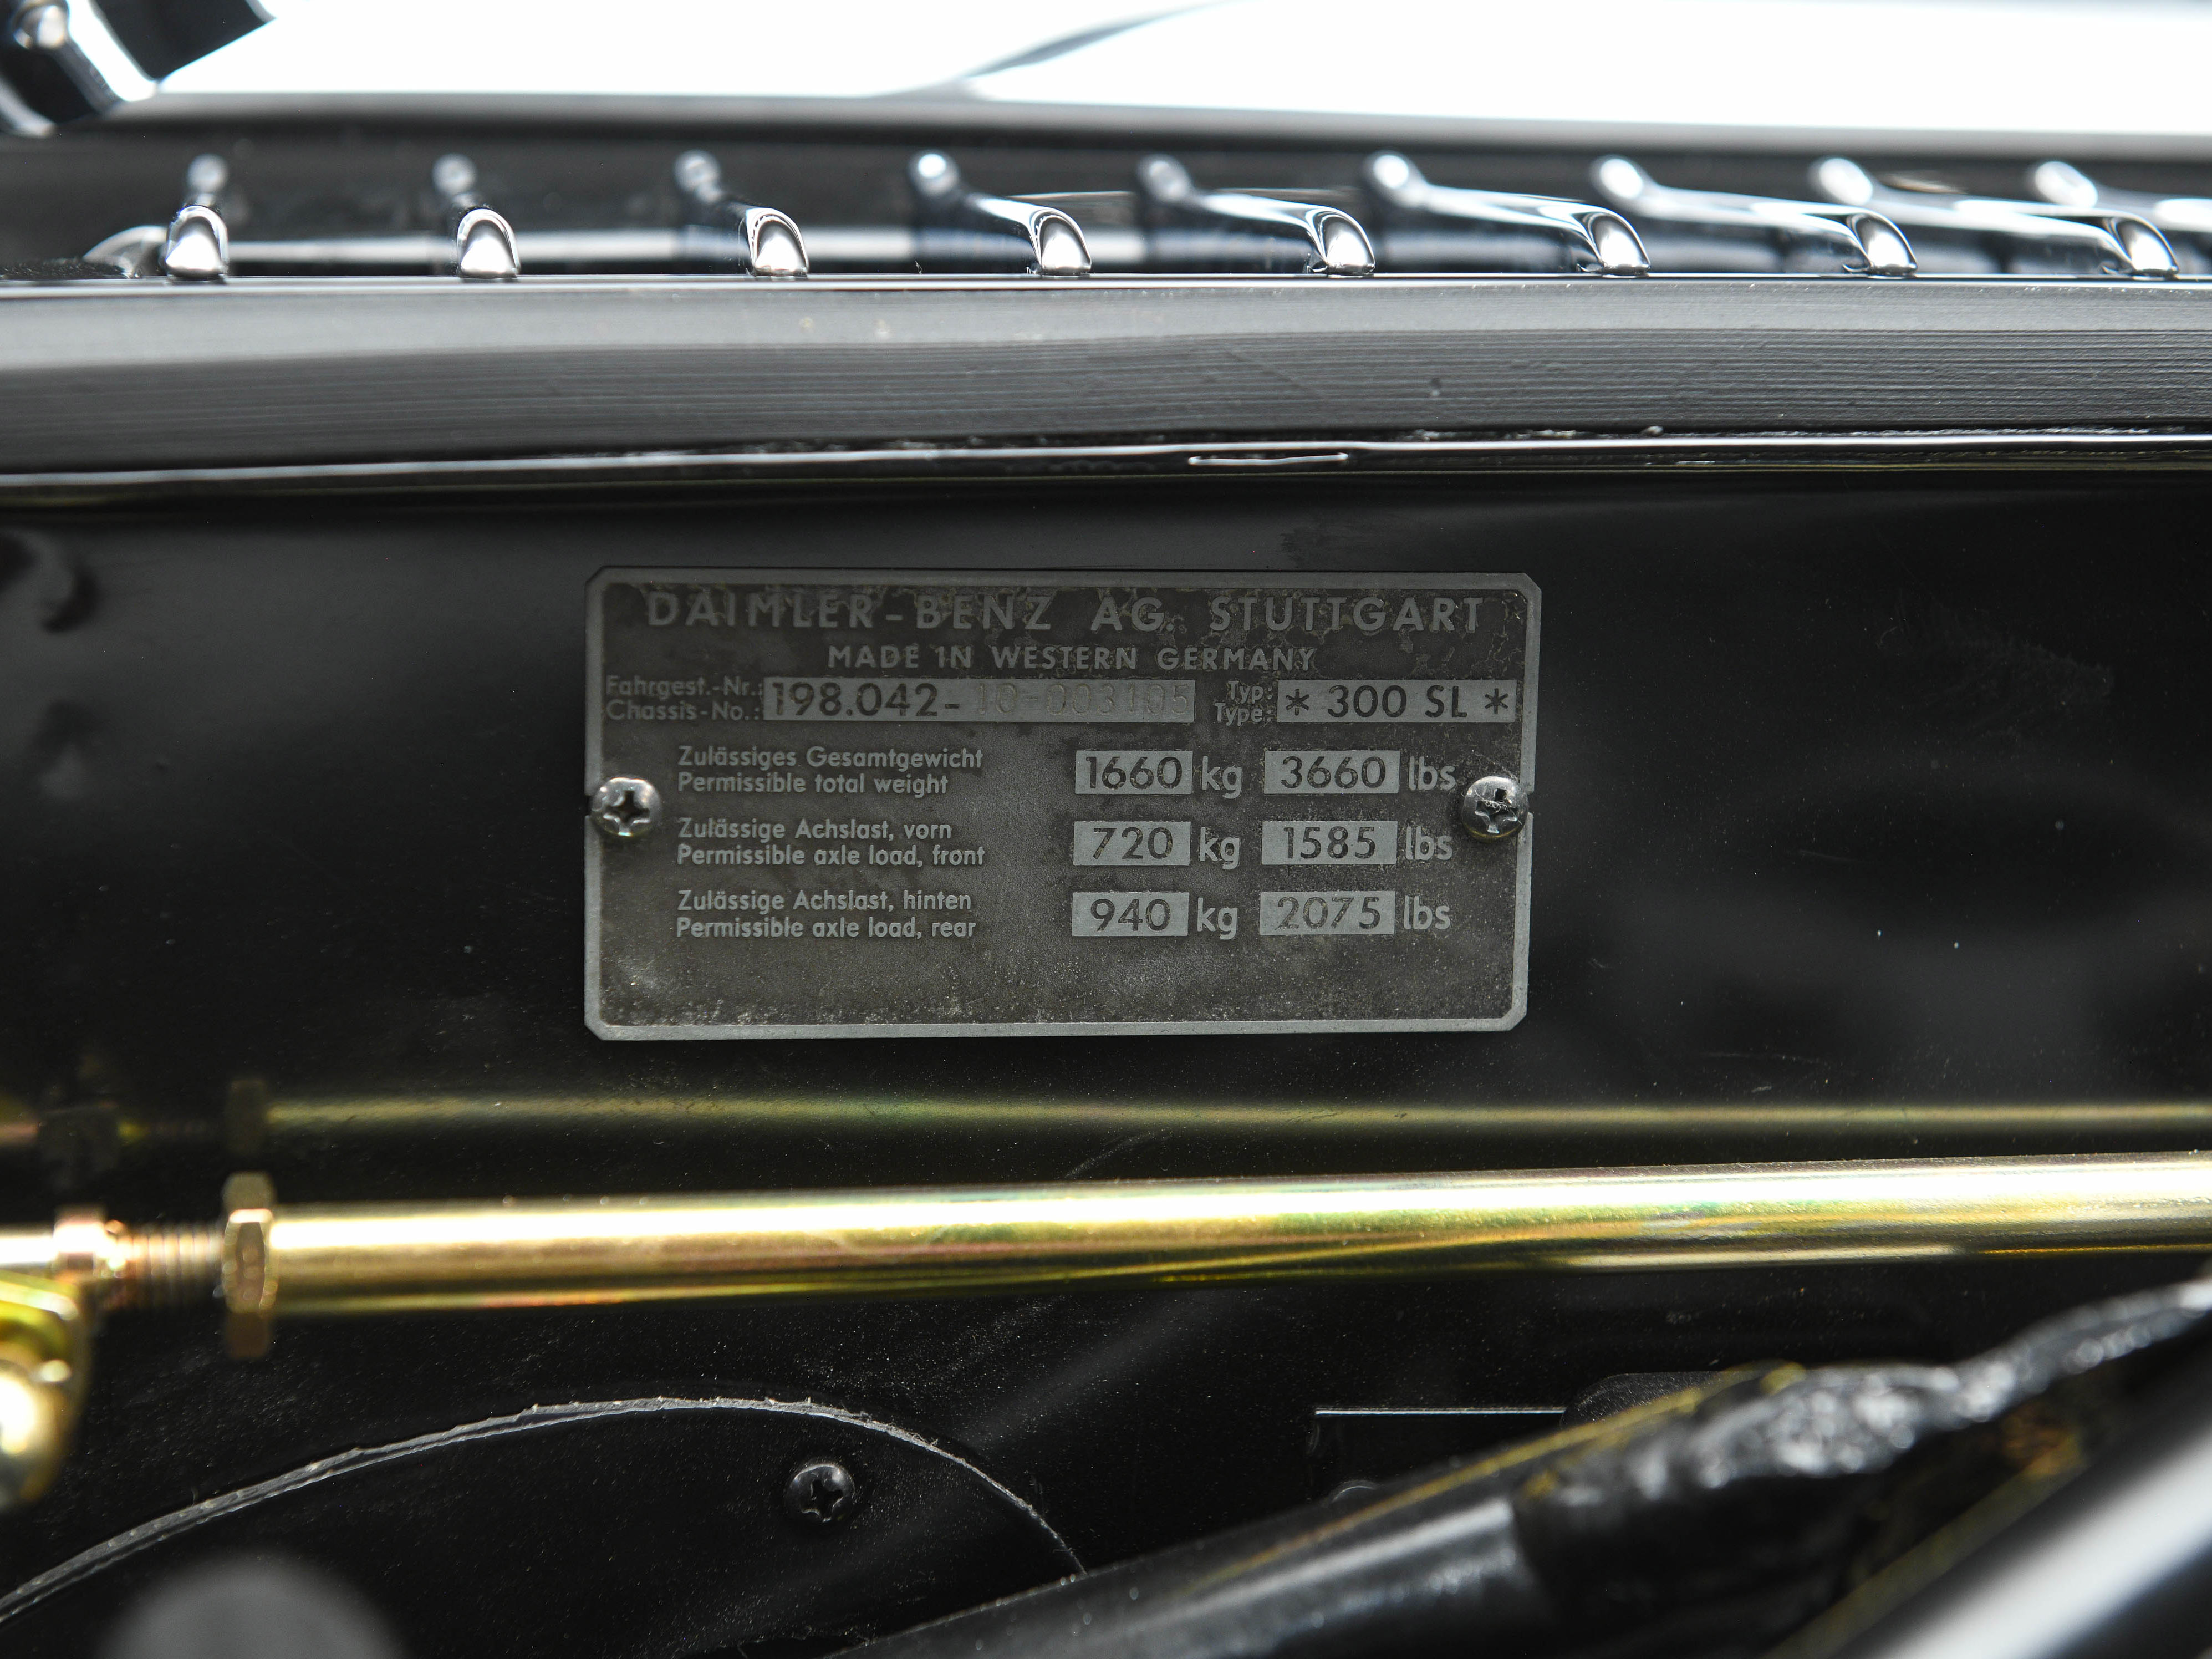 DAIMLER-BENZ AG. STUTTGART
MADE IN WESTERN GERMANY
Fahrgest.-Nr.: 198.042-10-003105 Typ: * 300 SL *
Chassis-No.: Type:
Zulässiges Gesamtgewicht 1660 kg 3660 lbs
Permissible total weight
Zulässige Achslast, vorn 720 kg 1585 lbs
Permissible axle load, front
Zulässige Achslast, hinten 940 kg 2075 lbs
Permissible axle load, rear